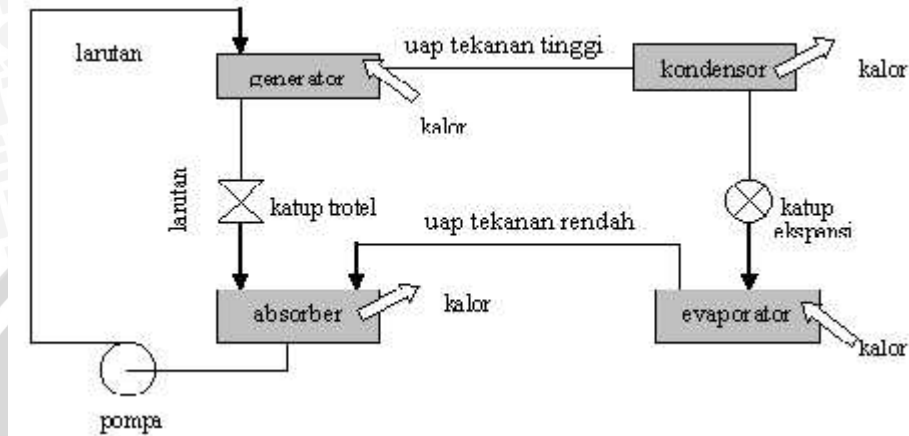 larutan
uap tekanan tinggi
generator
kondensor
kalor
kalor
larutan
katup trotel
uap tekanan rendah
katup
ekspansi
absorber
kalor
evaporator
kalor
pompa